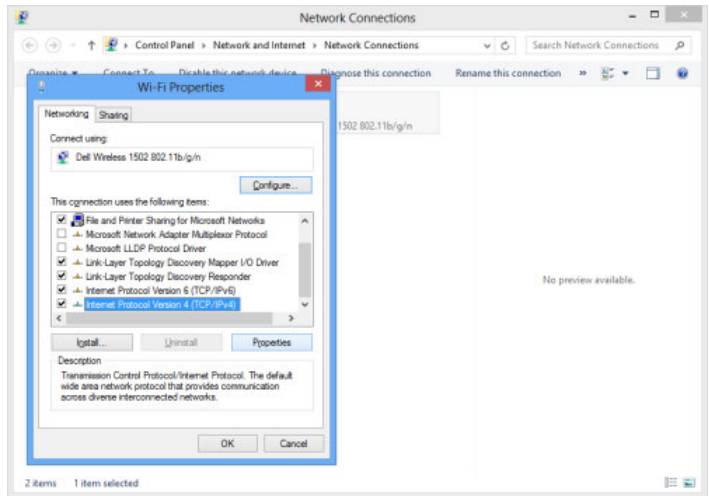 Network Connections
Control Panel Network and Internet Network Connections Search Network Connections
Organize Connect To Disable this network device Diagnose this connection Rename this connection »
Wi-Fi Properties
1502 802.11b/g/n
Networking Sharing
Connect using:
Dell Wireless 1502 802.11b/g/n
Configure...
This connection uses the following items:
File and Printer Sharing for Microsoft Networks
Microsoft Network Adapter Multiplexor Protocol
Microsoft LLDP Protocol Driver
Link-Layer Topology Discovery Mapper I/O Driver
Link-Layer Topology Discovery Responder
Internet Protocol Version 6 (TCP/IPv6)
Internet Protocol Version 4 (TCP/IPv4)
No preview available.
Install... Uninstall Properties
Description
Transmission Control Protocol/Internet Protocol. The default
wide area network protocol that provides communication
across diverse interconnected networks.
OK Cancel
2 items 1 item selected